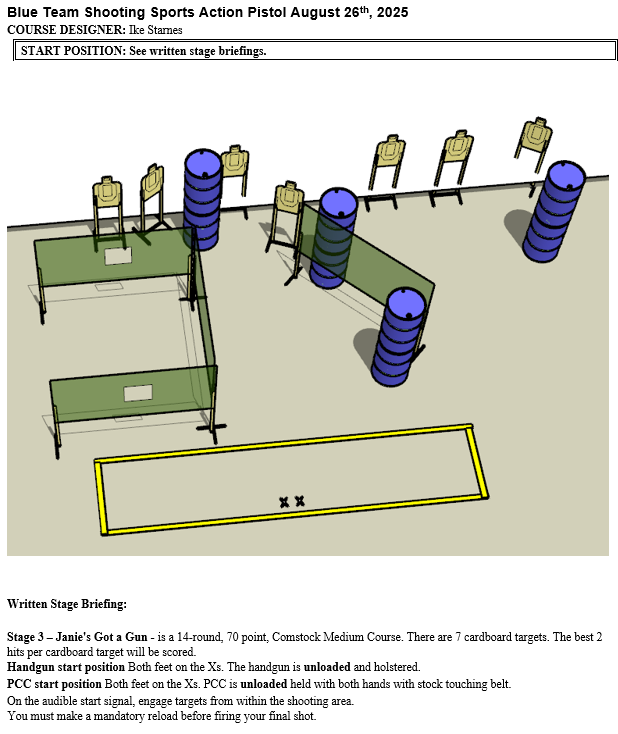 Blue Team Shooting Sports Action Pistol August 26th, 2025
COURSE DESIGNER: Ike Starnes
START POSITION: See written stage briefings.
X X
Written Stage Briefing:
Stage 3 – Janie's Got a Gun - is a 14-round, 70 point, Comstock Medium Course. There are 7 cardboard targets. The best 2
hits per cardboard target will be scored.
Handgun start position Both feet on the Xs. The handgun is unloaded and holstered.
PCC start position Both feet on the Xs. PCC is unloaded held with both hands with stock touching belt.
On the audible start signal, engage targets from within the shooting area.
You must make a mandatory reload before firing your final shot.